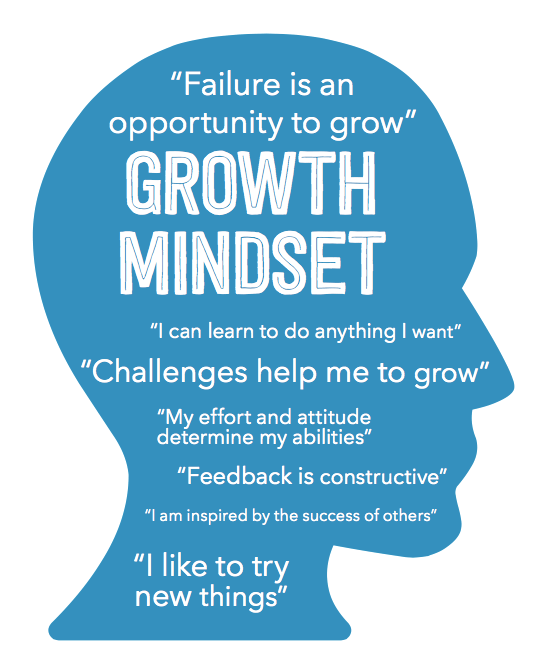 “Failure is an
opportunity to grow”
GROWTH
MINDSET
“I can learn to do anything I want”
“Challenges help me to grow”
“My effort and attitude
determine my abilities”
“Feedback is constructive”
“I am inspired by the success of others”
“I like to try
new things”